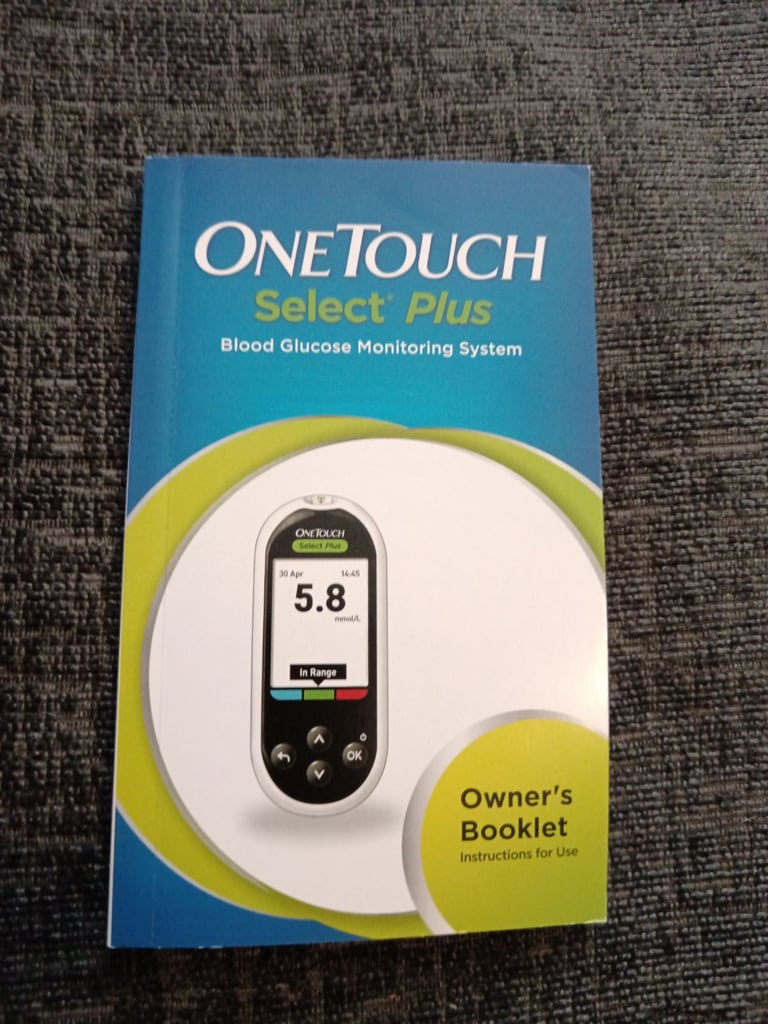 ONETOUCH
Select* Plus
Blood Glucose Monitoring System
ONETOUCH
Select Plus
30 Apr 14:45
5.8
mmol/L
In Range
OK
Owner's
Booklet
Instructions for Use